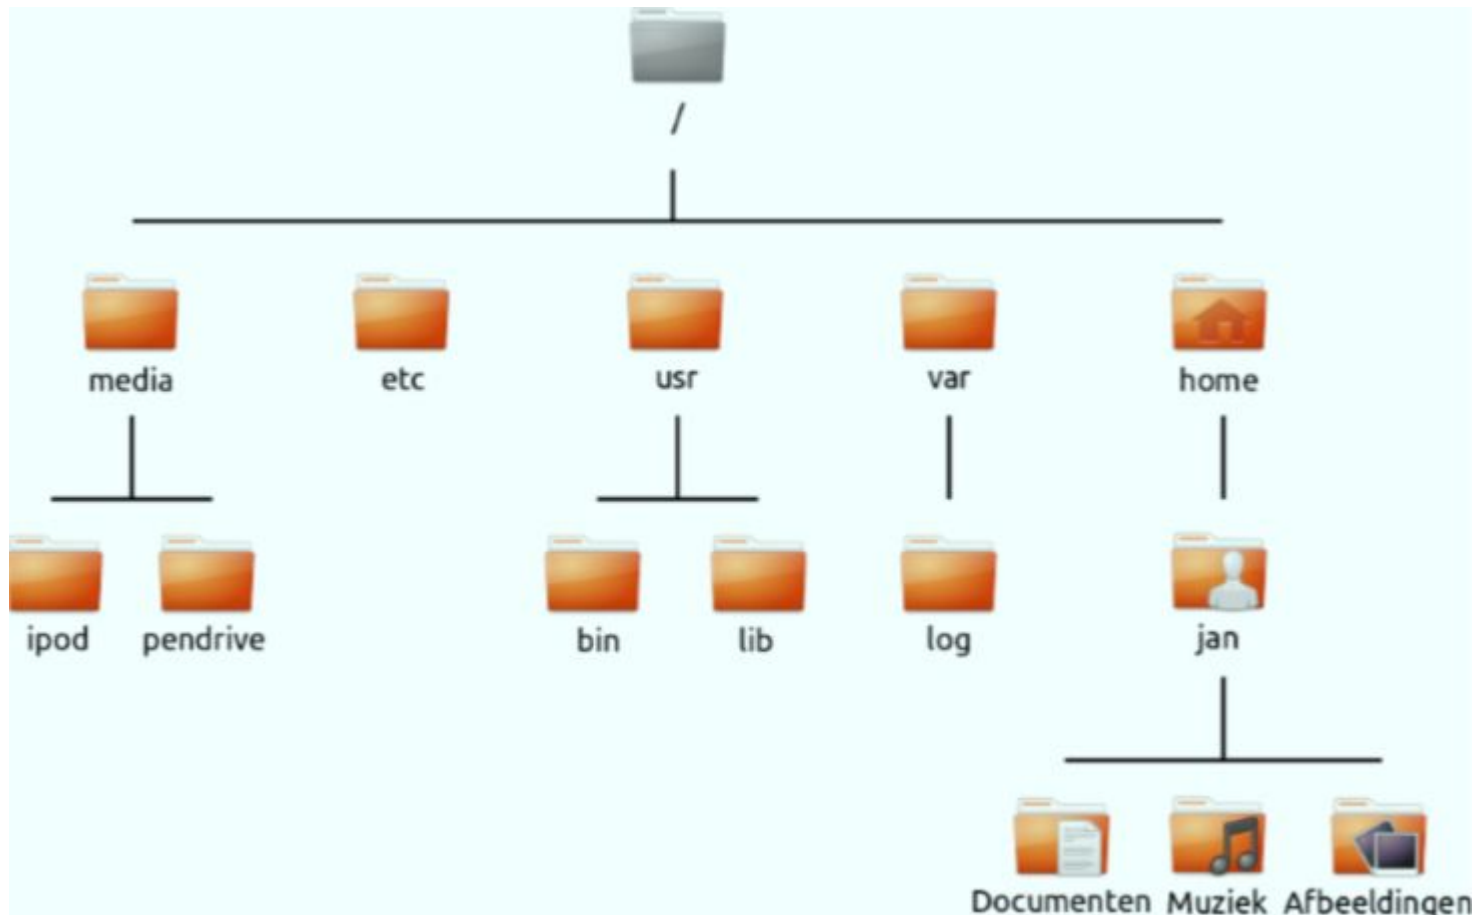 /
media etc usr var home
ipod pendrive bin lib log jan
Documenten Muziek Afbeeldingen